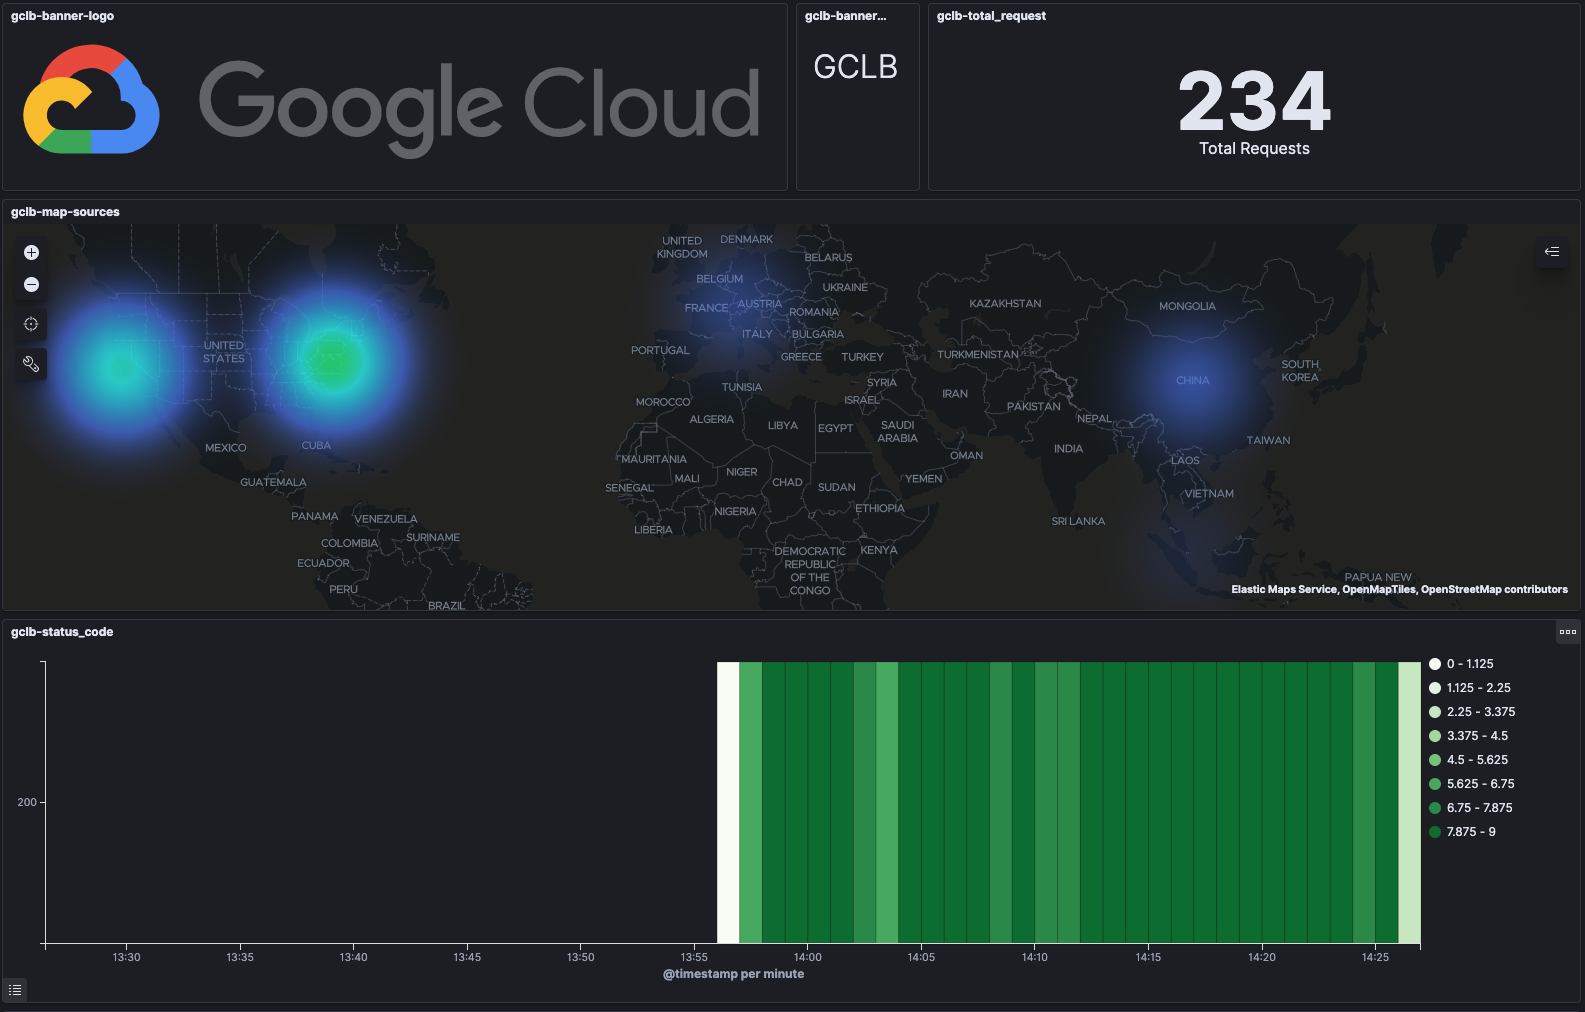 gclb-banner-logo
Google Cloud
gclb-banner...
GCLB
gclb-total_request
234
Total Requests
gclb-map-sources
UNITED
KINGDOM
DENMARK
BELARUS
BELGIUM
UKRAINE
FRANCE
AUSTRIA
ROMANIA
KAZAKHSTAN
MONGOLIA
ITALY
BULGARIA
UNITED
STATES
PORTUGAL
GREECE
TURKEY
TURKMENISTAN
SOUTH
KOREA
TUNISIA
SYRIA
CHINA
MOROCCO
ISRAEL
IRAN
PAKISTAN
ALGERIA
LIBYA
EGYPT
SAUDI
ARABIA
NEPAL
MEXICO
CUBA
OMAN
INDIA
TAIWAN
MAURITANIA
LAOS
GUATEMALA
MALI
NIGER
CHAD
SUDAN
YEMEN
SENEGAL
VIETNAM
PANAMA
VENEZUELA
NIGERIA
ETHIOPIA
SRI LANKA
LIBERIA
SURINAME
COLOMBIA
DEMOCRATIC
REPUBLIC
OF THE
CONGO
KENYA
ECUADOR
PERU
BRAZIL
PAPUA NEW
Elastic Maps Service, OpenMapTiles, OpenStreetMap contributors
gclb-status_code
0 - 1.125
1.125 - 2.25
2.25 - 3.375
3.375 - 4.5
4.5 - 5.625
5.625 - 6.75
6.75 - 7.875
7.875 - 9
200
13:30 13:35 13:40 13:45 13:50 13:55 14:00 14:05 14:10 14:15 14:20 14:25
@timestamp per minute